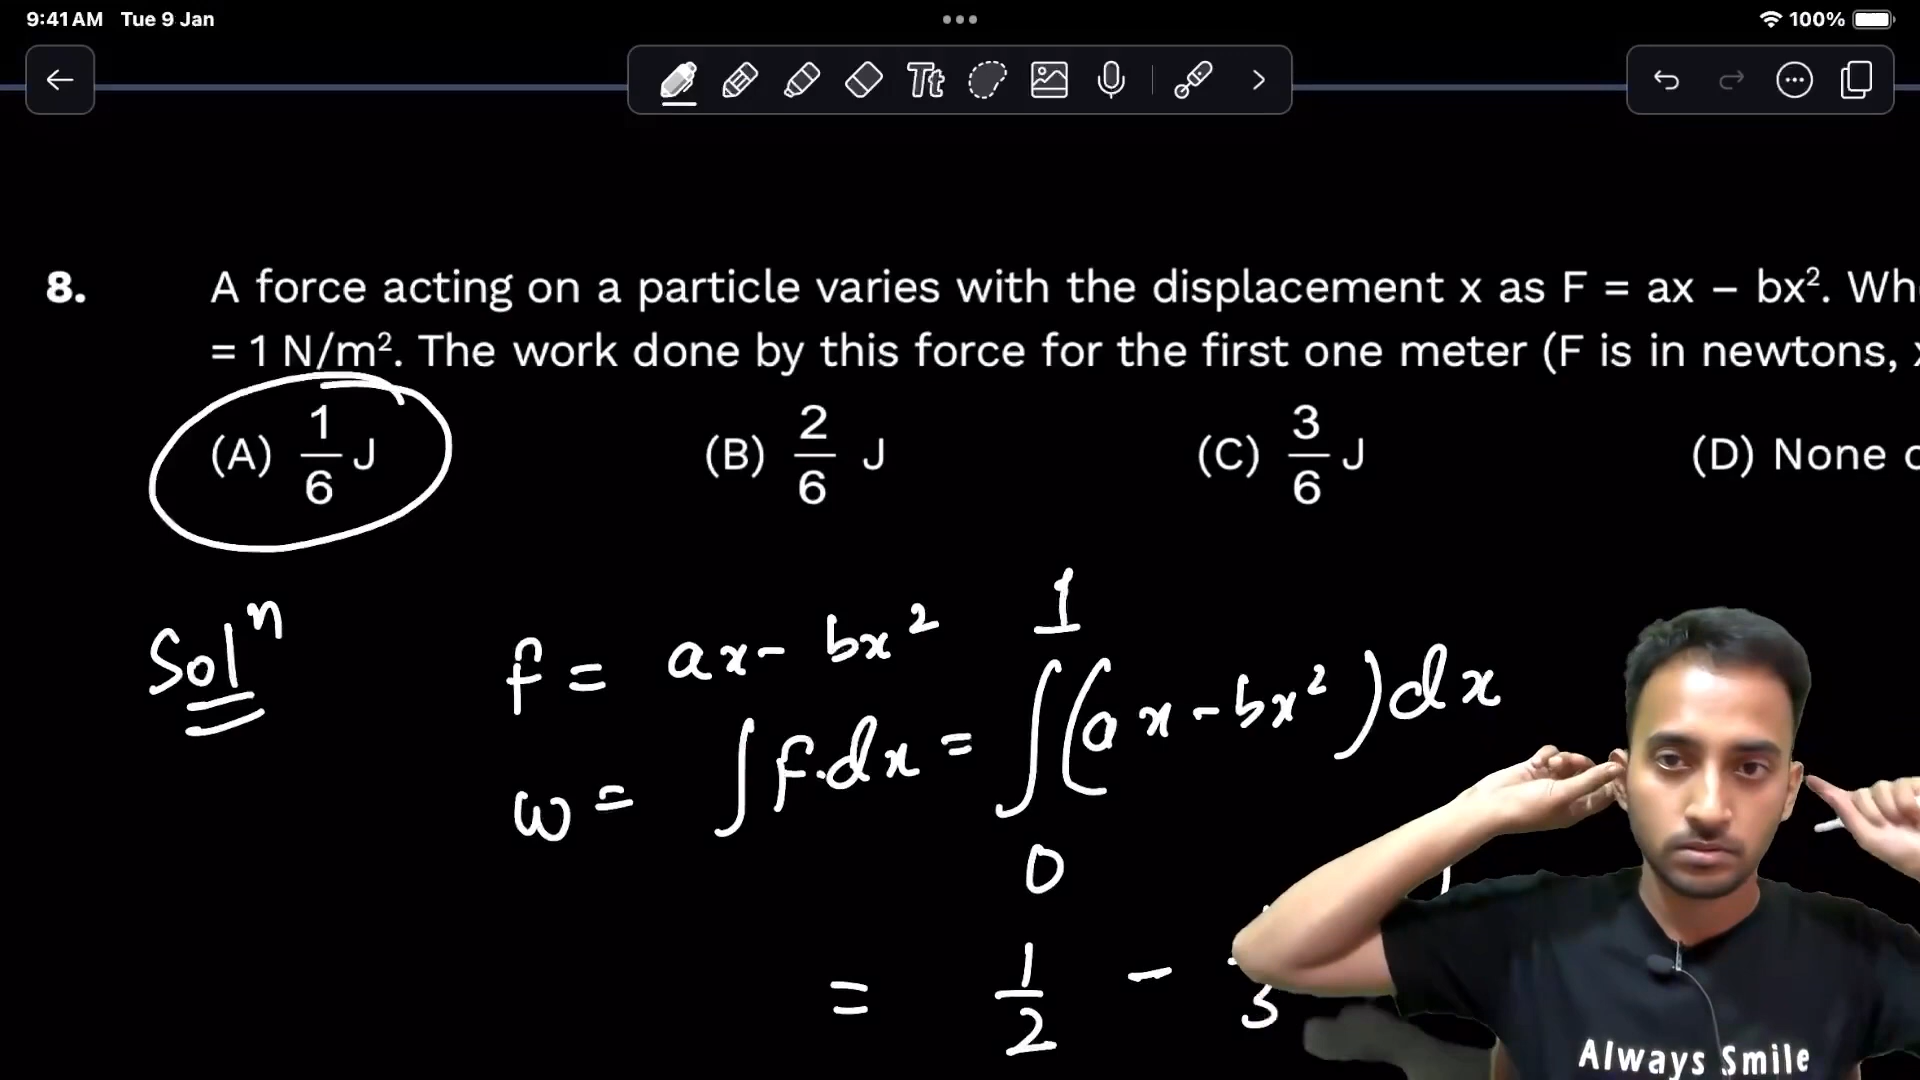 9:41 AM Tue 9 Jan
100%
Tt
8. A force acting on a particle varies with the displacement x as F = ax – bx². Wh
= 1 N/m². The work done by this force for the first one meter (F is in newtons,
(A) 1/6 J (B) 2/6 J (C) 3/6 J (D) None
Solⁿ
f = ax - bx²
w = ∫ f.dx = ∫₀¹ (ax - bx²) dx
= 1/2 - 3
Always Smile